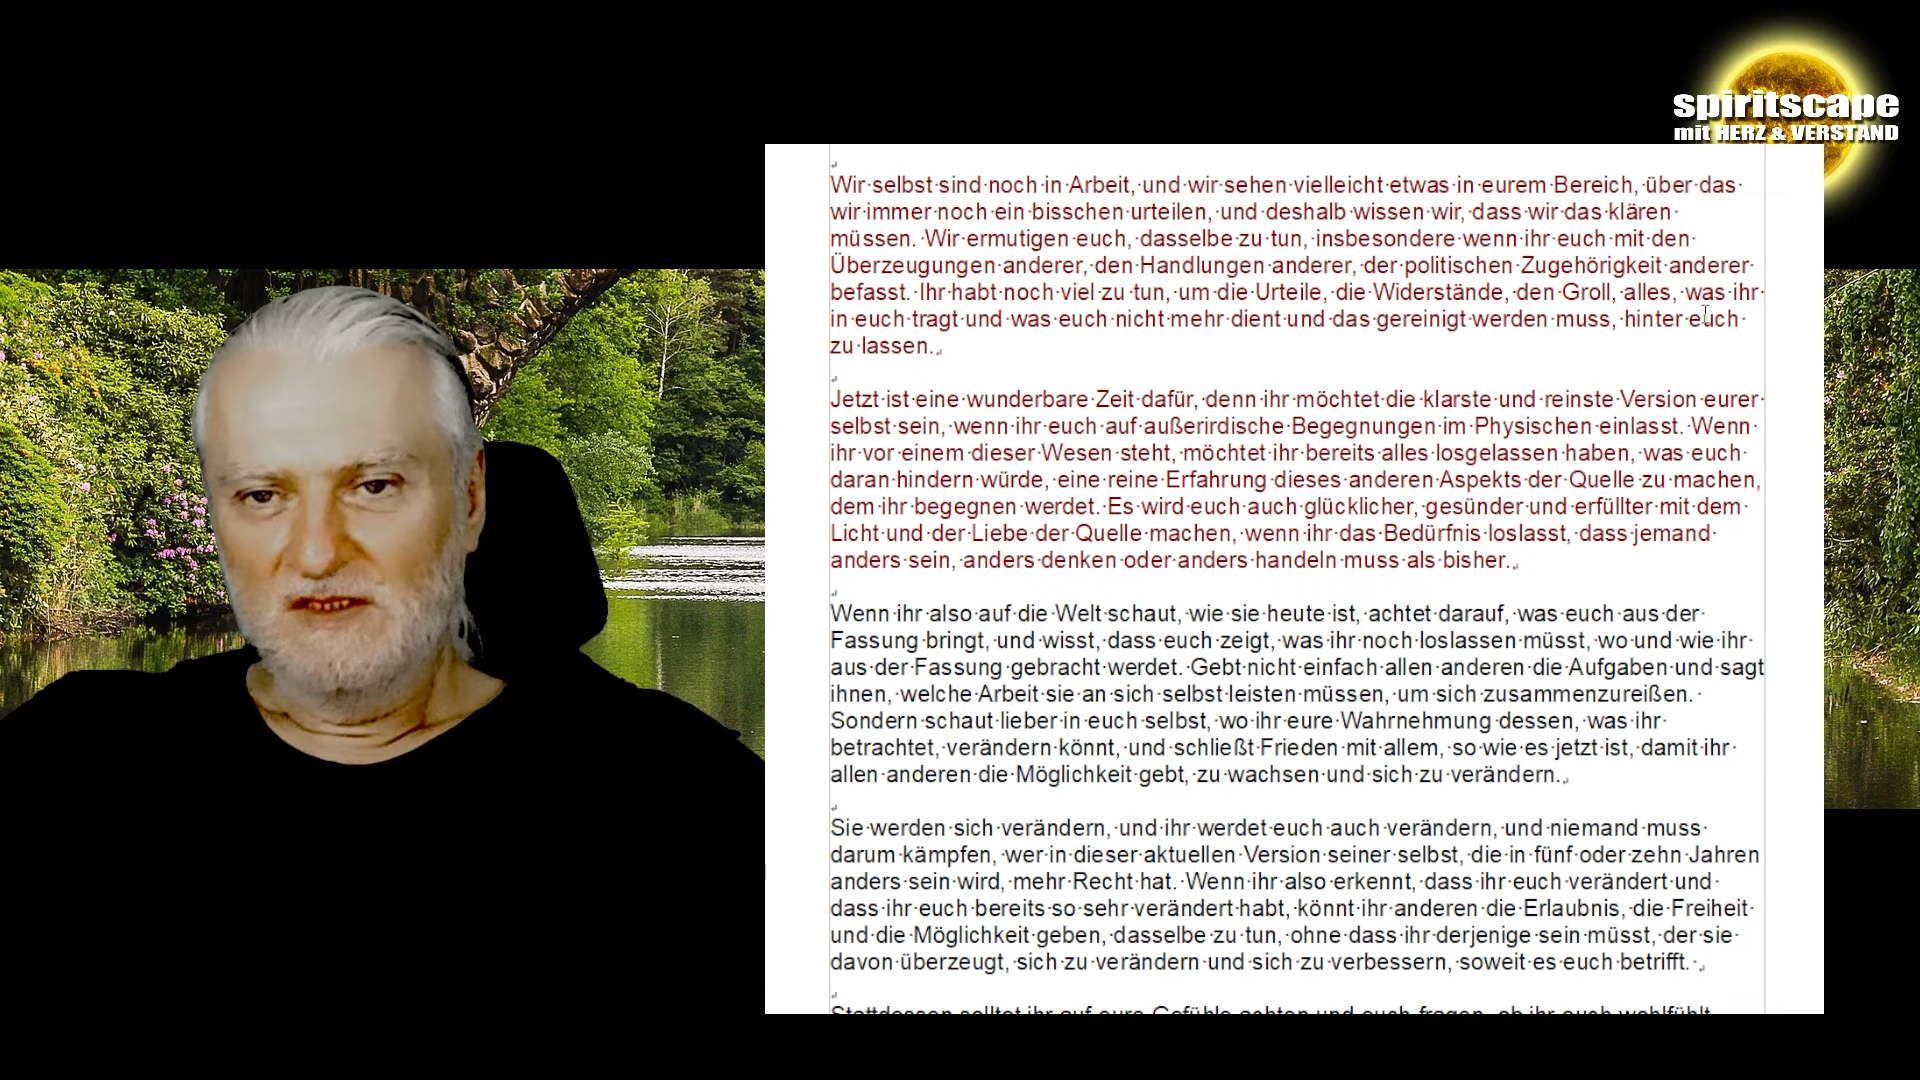 spiritscape
mit HERZ & VERSTAND
Wir selbst sind noch in Arbeit, und wir sehen vielleicht etwas in eurem Bereich, über das
wir immer noch ein bisschen urteilen, und deshalb wissen wir, dass wir das klären
müssen. Wir ermutigen euch, dasselbe zu tun, insbesondere wenn ihr euch mit den
Überzeugungen anderer, den Handlungen anderer, der politischen Zugehörigkeit anderer
befasst. Ihr habt noch viel zu tun, um die Urteile, die Widerstände, den Groll, alles, was ihr
in euch tragt und was euch nicht mehr dient und das gereinigt werden muss, hinter euch
zu lassen.
Jetzt ist eine wunderbare Zeit dafür, denn ihr möchtet die klarste und reinste Version eurer
selbst sein, wenn ihr euch auf außerirdische Begegnungen im Physischen einlasst. Wenn
ihr vor einem dieser Wesen steht, möchtet ihr bereits alles losgelassen haben, was euch
daran hindern würde, eine reine Erfahrung dieses anderen Aspekts der Quelle zu machen,
dem ihr begegnen werdet. Es wird euch auch glücklicher, gesünder und erfüllter mit dem
Licht und der Liebe der Quelle machen, wenn ihr das Bedürfnis loslasst, dass jemand
anders sein, anders denken oder anders handeln muss als bisher.
Wenn ihr also auf die Welt schaut, wie sie heute ist, achtet darauf, was euch aus der
Fassung bringt, und wisst, dass euch zeigt, was ihr noch loslassen müsst, wo und wie ihr
aus der Fassung gebracht werdet. Gebt nicht einfach allen anderen die Aufgaben und sagt
ihnen, welche Arbeit sie an sich selbst leisten müssen, um sich zusammenzureißen.
Sondern schaut lieber in euch selbst, wo ihr eure Wahrnehmung dessen, was ihr
betrachtet, verändern könnt, und schließt Frieden mit allem, so wie es jetzt ist, damit ihr
allen anderen die Möglichkeit gebt, zu wachsen und sich zu verändern.
Sie werden sich verändern, und ihr werdet euch auch verändern, und niemand muss
darum kämpfen, wer in dieser aktuellen Version seiner selbst, die in fünf oder zehn Jahren
anders sein wird, mehr Recht hat. Wenn ihr also erkennt, dass ihr euch verändert und
dass ihr euch bereits so sehr verändert habt, könnt ihr anderen die Erlaubnis, die Freiheit
und die Möglichkeit geben, dasselbe zu tun, ohne dass ihr derjenige sein müsst, der sie
davon überzeugt, sich zu verändern und sich zu verbessern, soweit es euch betrifft.
Stattdessen solltet ihr auf eure Gefühle achten und euch fragen, ob ihr euch wohlfühlt